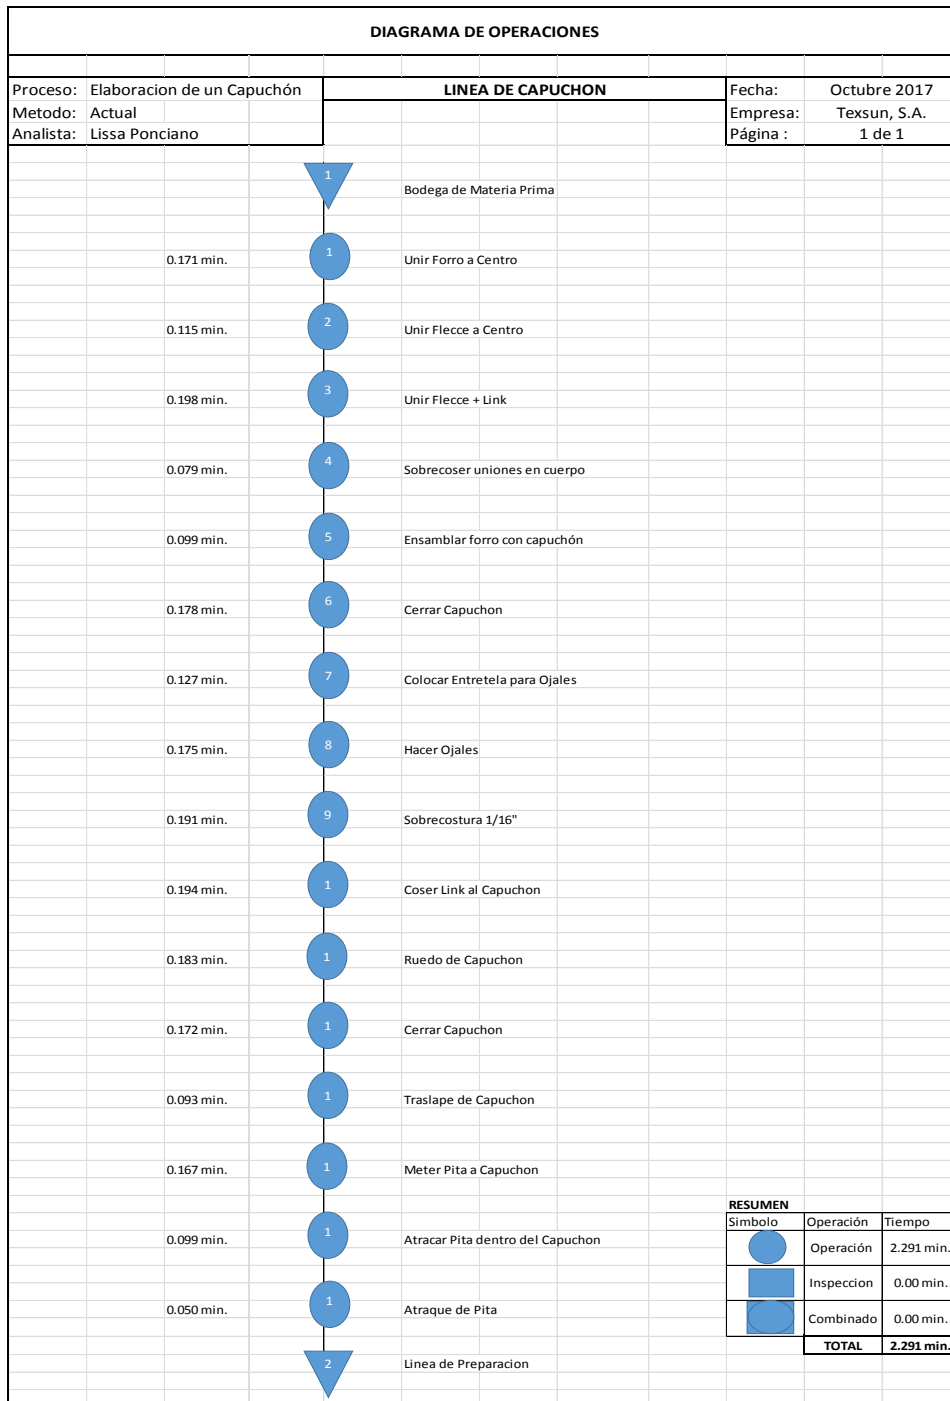 DIAGRAMA DE OPERACIONES
Proceso: Elaboracion de un Capuchón LINEA DE CAPUCHON Fecha: Octubre 2017
Metodo: Actual Empresa: Texsun, S.A.
Analista: Lissa Ponciano Página : 1 de 1
1
Bodega de Materia Prima
0.171 min. 1 Unir Forro a Centro
0.115 min. 2 Unir Flecce a Centro
0.198 min. 3 Unir Flecce + Link
0.079 min. 4 Sobrecoser uniones en cuerpo
0.099 min. 5 Ensamblar forro con capuchón
0.178 min. 6 Cerrar Capuchon
0.127 min. 7 Colocar Entretela para Ojales
0.175 min. 8 Hacer Ojales
0.191 min. 9 Sobrecostura 1/16"
0.194 min. 1 Coser Link al Capuchon
0.183 min. 1 Ruedo de Capuchon
0.172 min. 1 Cerrar Capuchon
0.093 min. 1 Traslape de Capuchon
0.167 min. 1 Meter Pita a Capuchon
0.099 min. 1 Atracar Pita dentro del Capuchon
0.050 min. 1 Atraque de Pita
2 Linea de Preparacion
RESUMEN
Simbolo Operación Tiempo
Operación 2.291 min.
Inspeccion 0.00 min.
Combinado 0.00 min.
TOTAL 2.291 min.